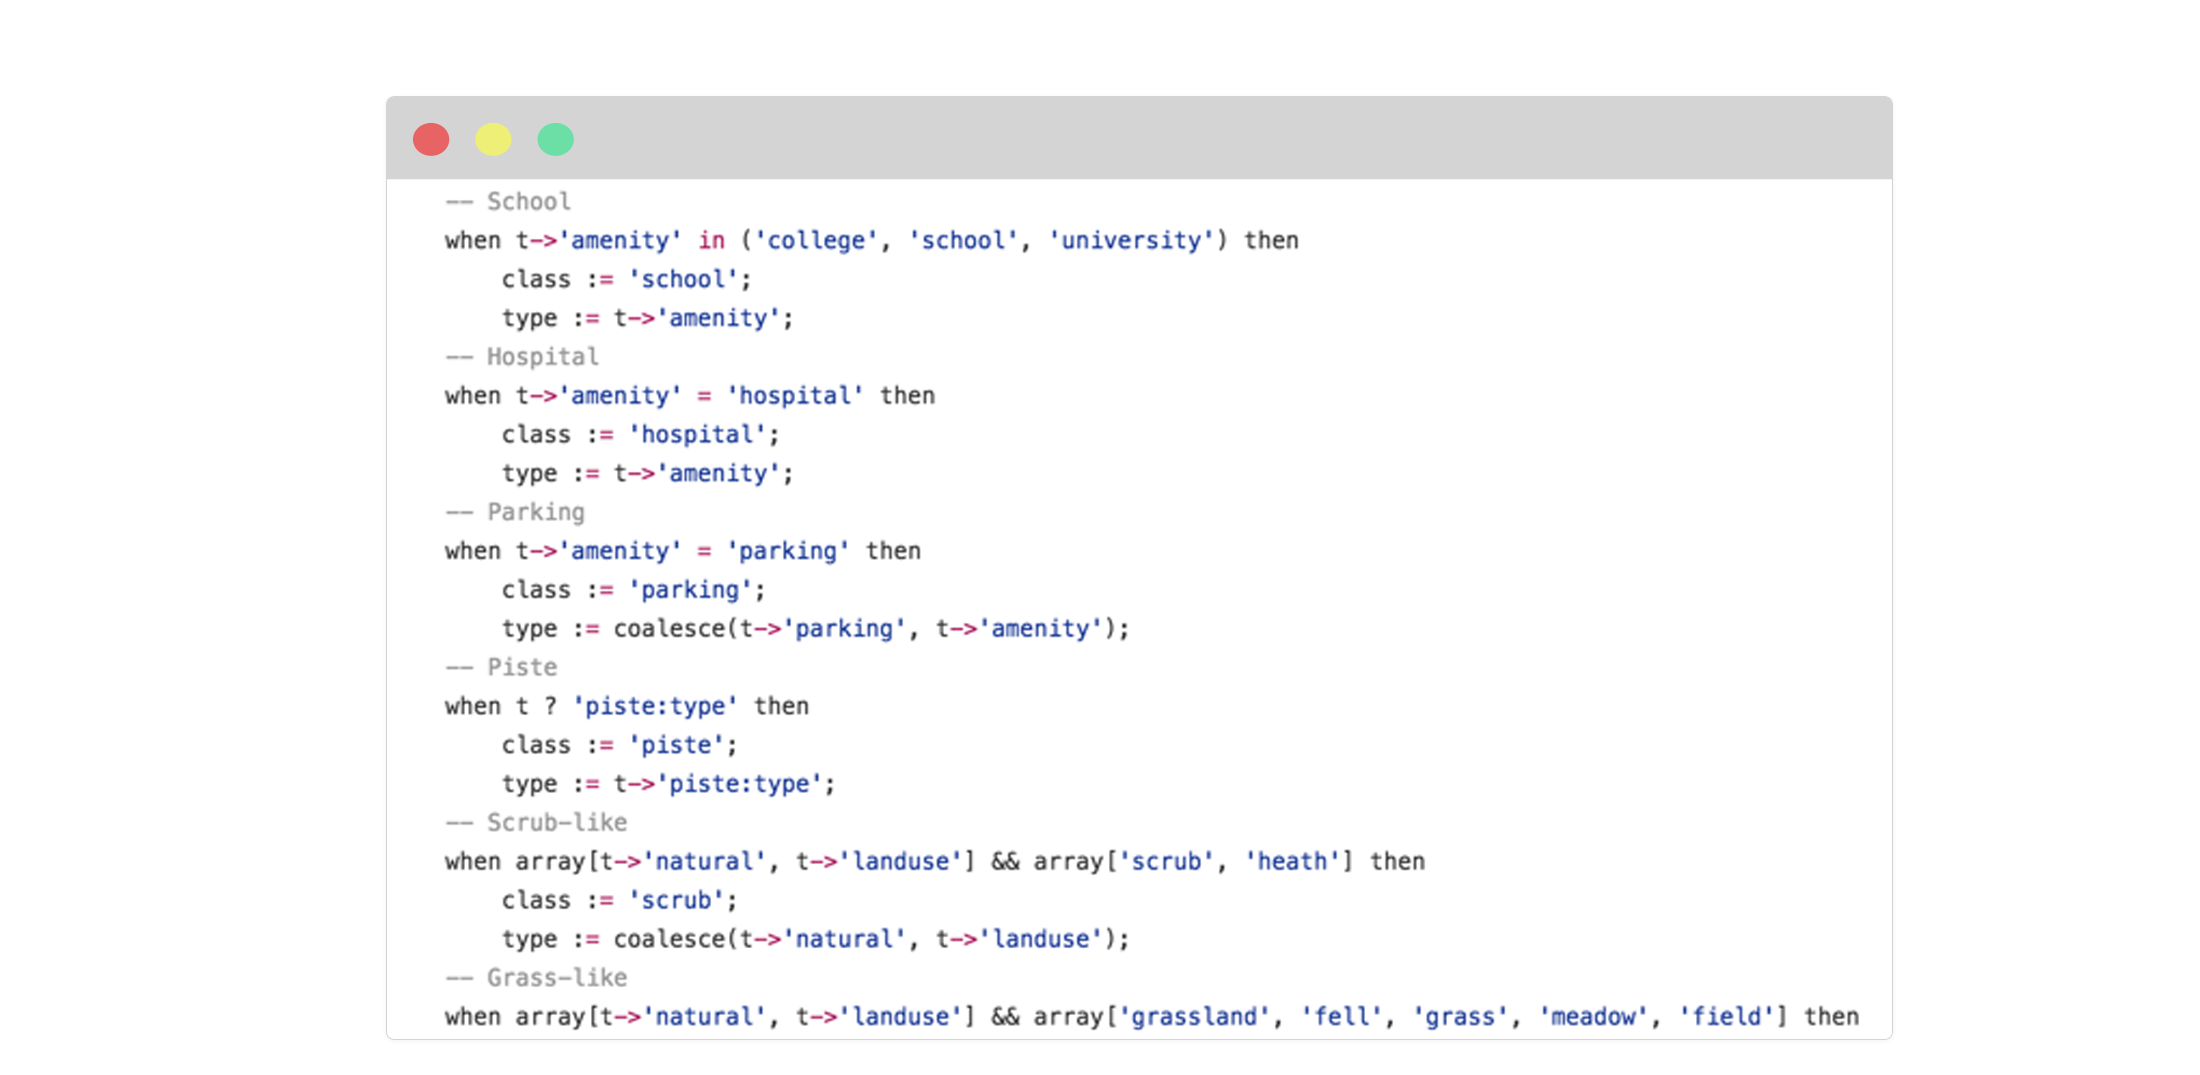 -- School
when t->'amenity' in ('college', 'school', 'university') then
class := 'school';
type := t->'amenity';
-- Hospital
when t->'amenity' = 'hospital' then
class := 'hospital';
type := t->'amenity';
-- Parking
when t->'amenity' = 'parking' then
class := 'parking';
type := coalesce(t->'parking', t->'amenity');
-- Piste
when t ? 'piste:type' then
class := 'piste';
type := t->'piste:type';
-- Scrub-like
when array[t->'natural', t->'landuse'] && array['scrub', 'heath'] then
class := 'scrub';
type := coalesce(t->'natural', t->'landuse');
-- Grass-like
when array[t->'natural', t->'landuse'] && array['grassland', 'fell', 'grass', 'meadow', 'field'] then